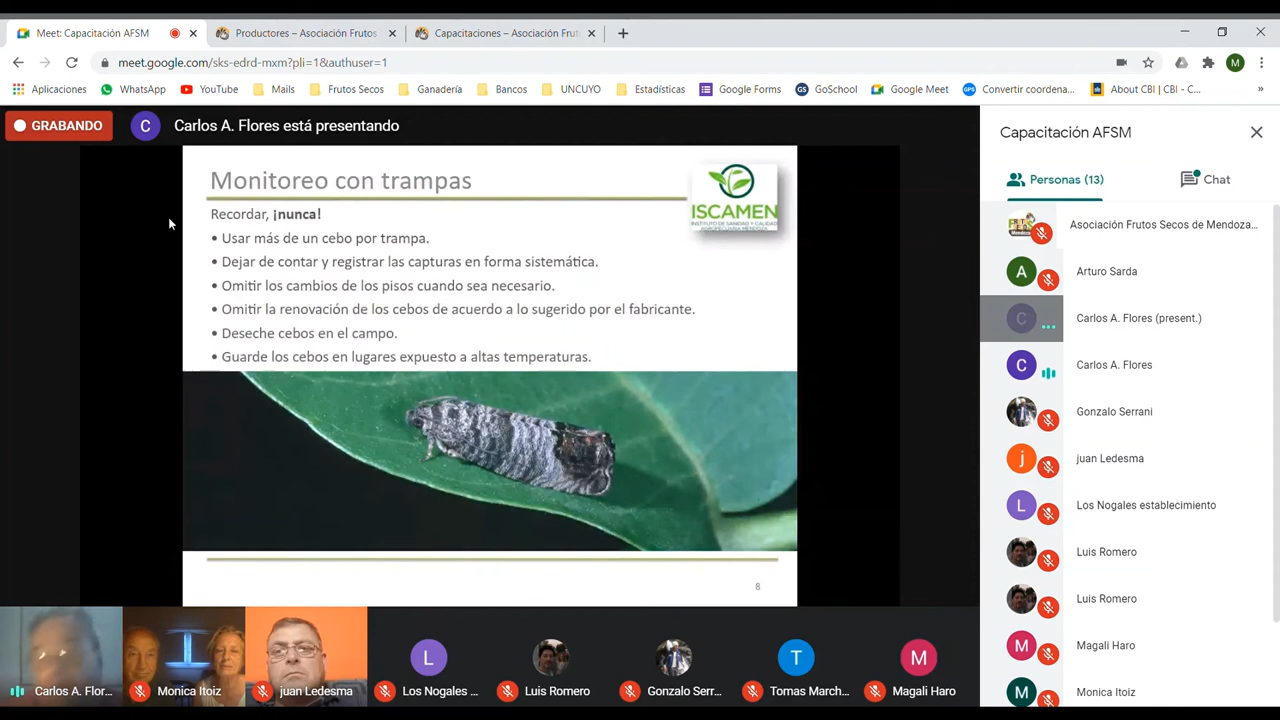 Meet: Capacitación AFSM
Productores – Asociación Frutos
Capacitaciones – Asociación Frut
meet.google.com/sks-edrd-mxm?pli=1&authuser=1
M
Aplicaciones
WhatsApp
YouTube
Mails
Frutos Secos
Ganadería
Bancos
UNCUYO
Estadísticas
Google Forms
GoSchool
Google Meet
Convertir coordena...
About CBI | CBI - C...
GRABANDO
C
Carlos A. Flores está presentando
Monitoreo con trampas
ISCAMEN
INSTITUTO DE SANIDAD Y CALIDAD
AGROPECUARIA MENDOZA
Recordar, ¡nunca!
• Usar más de un cebo por trampa.
• Dejar de contar y registrar las capturas en forma sistemática.
• Omitir los cambios de los pisos cuando sea necesario.
• Omitir la renovación de los cebos de acuerdo a lo sugerido por el fabricante.
• Deseche cebos en el campo.
• Guarde los cebos en lugares expuesto a altas temperaturas.
8
Capacitación AFSM
Personas (13)
Chat
Asociación Frutos Secos de Mendoza...
A
Arturo Sarda
C
Carlos A. Flores (present.)
C
Carlos A. Flores
Gonzalo Serrani
j
juan Ledesma
L
Los Nogales establecimiento
Luis Romero
Luis Romero
M
Magali Haro
M
Monica Itoiz
Carlos A. Flor...
Monica Itoiz
juan Ledesma
L
Los Nogales ...
Luis Romero
Gonzalo Serr...
T
Tomas March...
M
Magali Haro